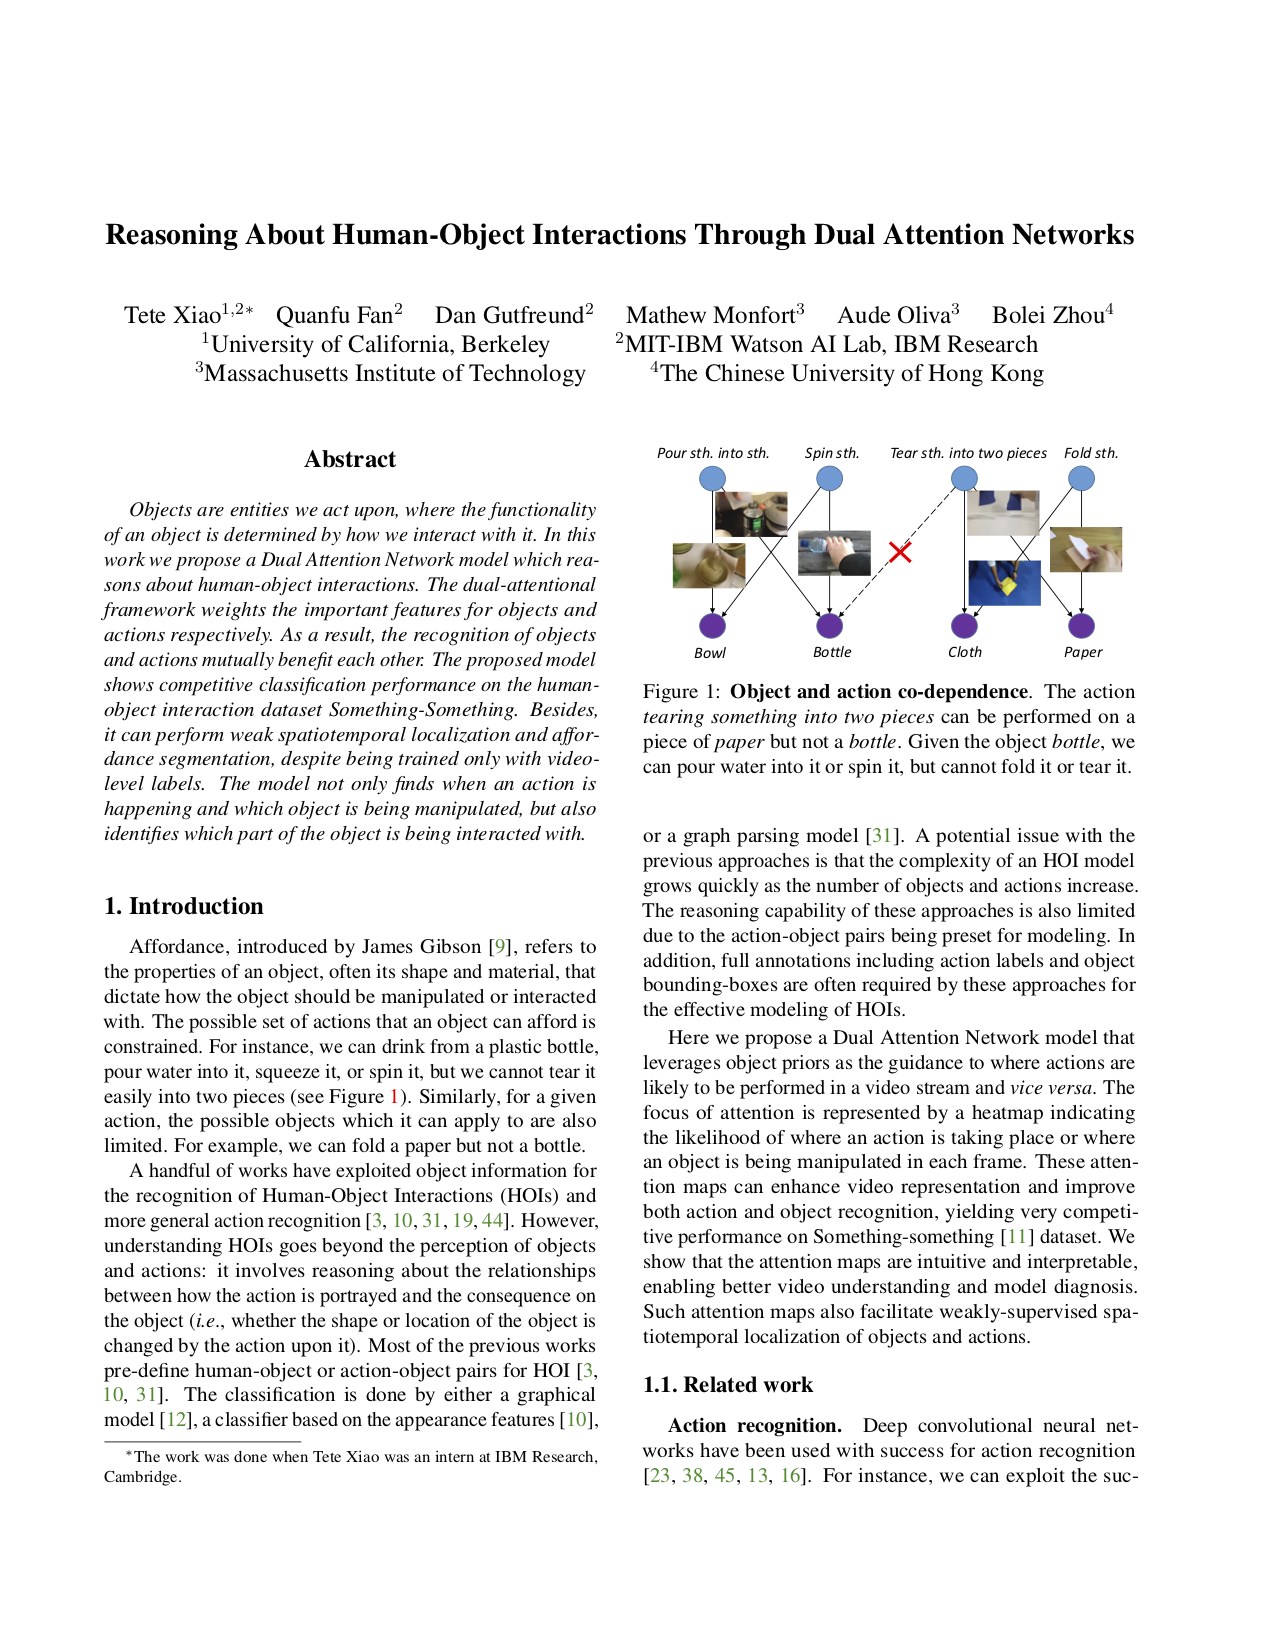 Reasoning About Human-Object Interactions Through Dual Attention Networks
Tete Xiao1,2∗ Quanfu Fan2 Dan Gutfreund2 Mathew Monfort3 Aude Oliva3 Bolei Zhou4
1University of California, Berkeley 2MIT-IBM Watson AI Lab, IBM Research
3Massachusetts Institute of Technology 4The Chinese University of Hong Kong
Abstract
Objects are entities we act upon, where the functionality
of an object is determined by how we interact with it. In this
work we propose a Dual Attention Network model which rea-
sons about human-object interactions. The dual-attentional
framework weights the important features for objects and
actions respectively. As a result, the recognition of objects
and actions mutually benefit each other. The proposed model
shows competitive classification performance on the human-
object interaction dataset Something-Something. Besides,
it can perform weak spatiotemporal localization and affor-
dance segmentation, despite being trained only with video-
level labels. The model not only finds when an action is
happening and which object is being manipulated, but also
identifies which part of the object is being interacted with.
1. Introduction
Affordance, introduced by James Gibson [9], refers to
the properties of an object, often its shape and material, that
dictate how the object should be manipulated or interacted
with. The possible set of actions that an object can afford is
constrained. For instance, we can drink from a plastic bottle,
pour water into it, squeeze it, or spin it, but we cannot tear it
easily into two pieces (see Figure 1). Similarly, for a given
action, the possible objects which it can apply to are also
limited. For example, we can fold a paper but not a bottle.
A handful of works have exploited object information for
the recognition of Human-Object Interactions (HOIs) and
more general action recognition [3, 10, 31, 19, 44]. However,
understanding HOIs goes beyond the perception of objects
and actions: it involves reasoning about the relationships
between how the action is portrayed and the consequence on
the object (i.e., whether the shape or location of the object is
changed by the action upon it). Most of the previous works
pre-define human-object or action-object pairs for HOI [3,
10, 31]. The classification is done by either a graphical
model [12], a classifier based on the appearance features [10],
∗The work was done when Tete Xiao was an intern at IBM Research,
Cambridge.
Pour sth. into sth. Spin sth. Tear sth. into two pieces Fold sth.
Bowl Bottle Cloth Paper
Figure 1: Object and action co-dependence. The action
tearing something into two pieces can be performed on a
piece of paper but not a bottle. Given the object bottle, we
can pour water into it or spin it, but cannot fold it or tear it.
or a graph parsing model [31]. A potential issue with the
previous approaches is that the complexity of an HOI model
grows quickly as the number of objects and actions increase.
The reasoning capability of these approaches is also limited
due to the action-object pairs being preset for modeling. In
addition, full annotations including action labels and object
bounding-boxes are often required by these approaches for
the effective modeling of HOIs.
Here we propose a Dual Attention Network model that
leverages object priors as the guidance to where actions are
likely to be performed in a video stream and vice versa. The
focus of attention is represented by a heatmap indicating
the likelihood of where an action is taking place or where
an object is being manipulated in each frame. These atten-
tion maps can enhance video representation and improve
both action and object recognition, yielding very competi-
tive performance on Something-something [11] dataset. We
show that the attention maps are intuitive and interpretable,
enabling better video understanding and model diagnosis.
Such attention maps also facilitate weakly-supervised spa-
tiotemporal localization of objects and actions.
1.1. Related work
Action recognition. Deep convolutional neural net-
works have been used with success for action recognition
[23, 38, 45, 13, 16]. For instance, we can exploit the suc-